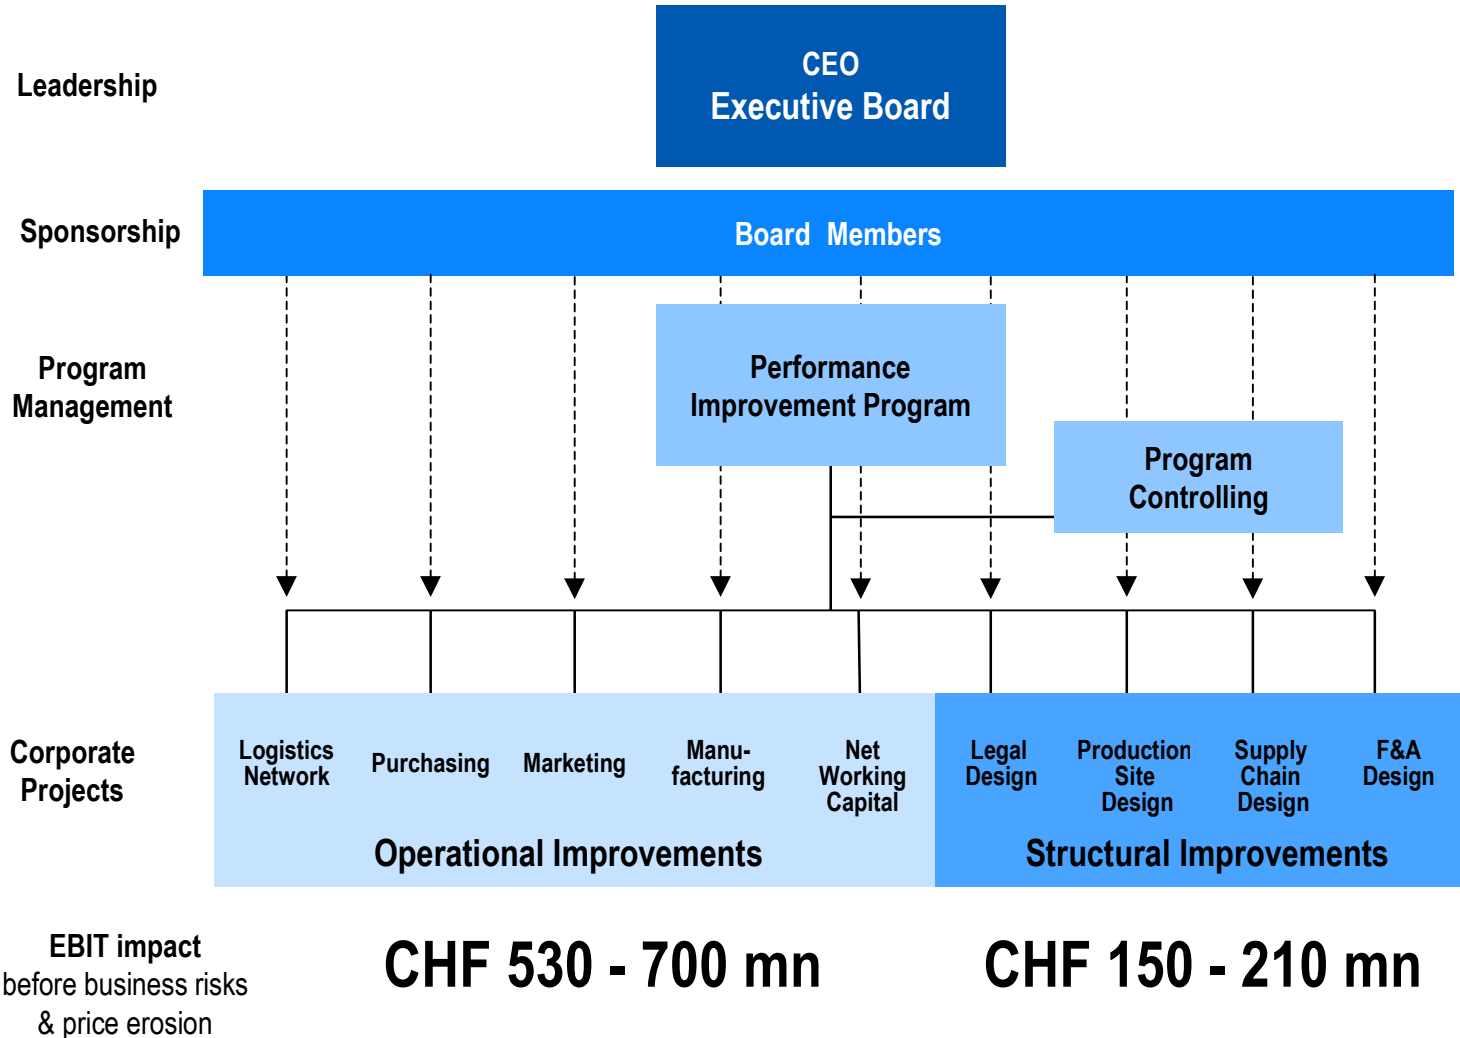 Leadership
CEO
Executive Board
Sponsorship
Board Members
Program
Management
Performance
Improvement Program
Program
Controlling
Corporate
Projects
Logistics
Network
Purchasing
Marketing
Manu-
facturing
Net
Working
Capital
Legal
Design
Production
Site
Design
Supply
Chain
Design
F&A
Design
Operational Improvements
Structural Improvements
EBIT impact
before business risks
& price erosion
CHF 530 - 700 mn
CHF 150 - 210 mn